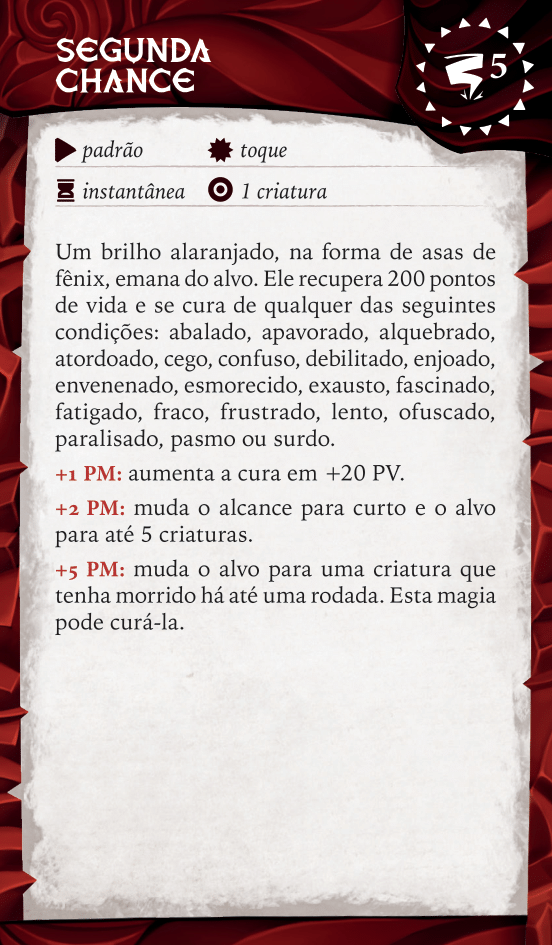 SEGUNDA
CHANCE
5
padrão toque
instantânea 1 criatura
Um brilho alaranjado, na forma de asas de
fênix, emana do alvo. Ele recupera 200 pontos
de vida e se cura de qualquer das seguintes
condições: abalado, apavorado, alquebrado,
atordoado, cego, confuso, debilitado, enjoado,
envenenado, esmorecido, exausto, fascinado,
fatigado, fraco, frustrado, lento, ofuscado,
paralisado, pasmo ou surdo.
+1 PM: aumenta a cura em +20 PV.
+2 PM: muda o alcance para curto e o alvo
para até 5 criaturas.
+5 PM: muda o alvo para uma criatura que
tenha morrido há até uma rodada. Esta magia
pode curá-la.